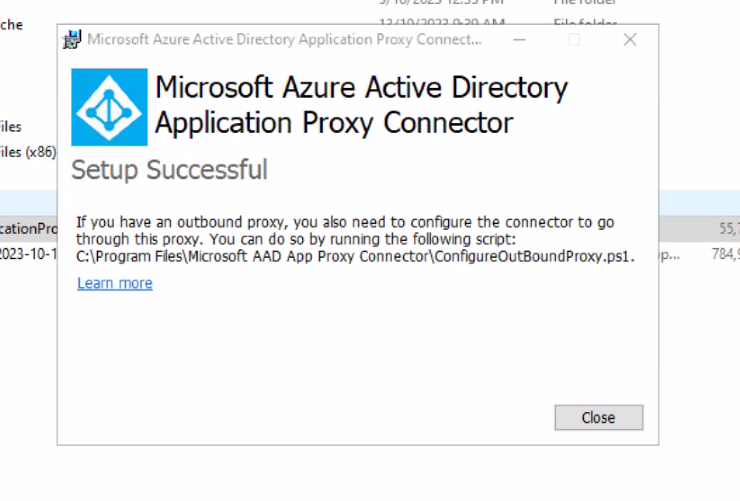 che
Microsoft Azure Active Directory Application Proxy Connect...
Microsoft Azure Active Directory
Application Proxy Connector
Setup Successful
iles
iles (x86)
If you have an outbound proxy, you also need to configure the connector to go
through this proxy. You can do so by running the following script:
C:\Program Files\Microsoft AAD App Proxy Connector\ConfigureOutBoundProxy.ps1.
cationPro
55,
2023-10-1
p...
784,9
Learn more
Close